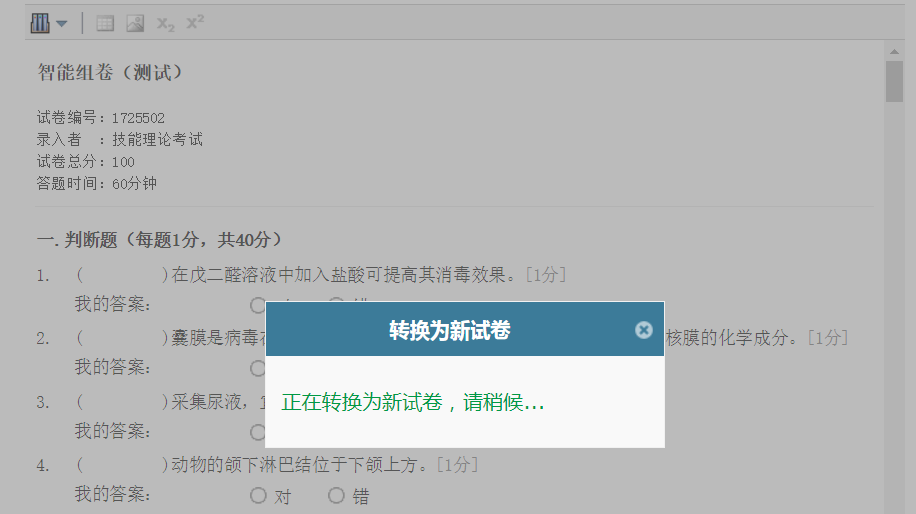 x₂ x²
智能组卷（测试）
试卷编号：1725502
录入者　：技能理论考试
试卷总分：100
答题时间：60分钟
一. 判断题（每题1分，共40分）
1. （　　　　）在戊二醛溶液中加入盐酸可提高其消毒效果。[1分]
我的答案：
转换为新试卷
2. （　　　　）囊膜是病毒 核膜的化学成分。[1分]
我的答案：
正在转换为新试卷，请稍候...
3. （　　　　）采集尿液，
我的答案：
4. （　　　　）动物的颌下淋巴结位于下颌上方。[1分]
我的答案： 对 错